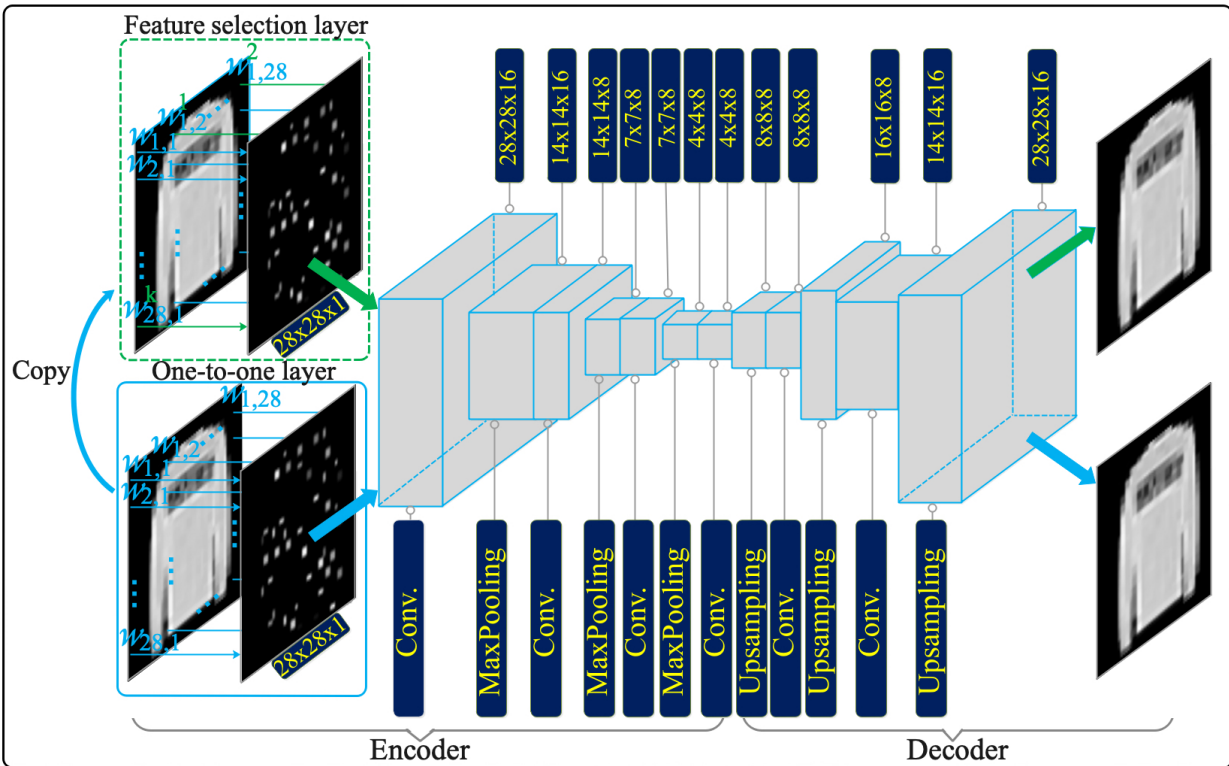 Feature selection layer
2
w1,28
1
w1,2
w1,1
w2,1
k
w28,1
28x28x1
Copy
One-to-one layer
w1,28
w1,2
w1,1
w2,1
w28,1
28x28x1
28x28x16
14x14x16
14x14x8
7x7x8
7x7x8
4x4x8
4x4x8
8x8x8
8x8x8
16x16x8
14x14x16
28x28x16
Conv.
MaxPooling
Conv.
MaxPooling
Conv.
MaxPooling
Conv.
Upsampling
Conv.
Upsampling
Conv.
Upsampling
Encoder
Decoder